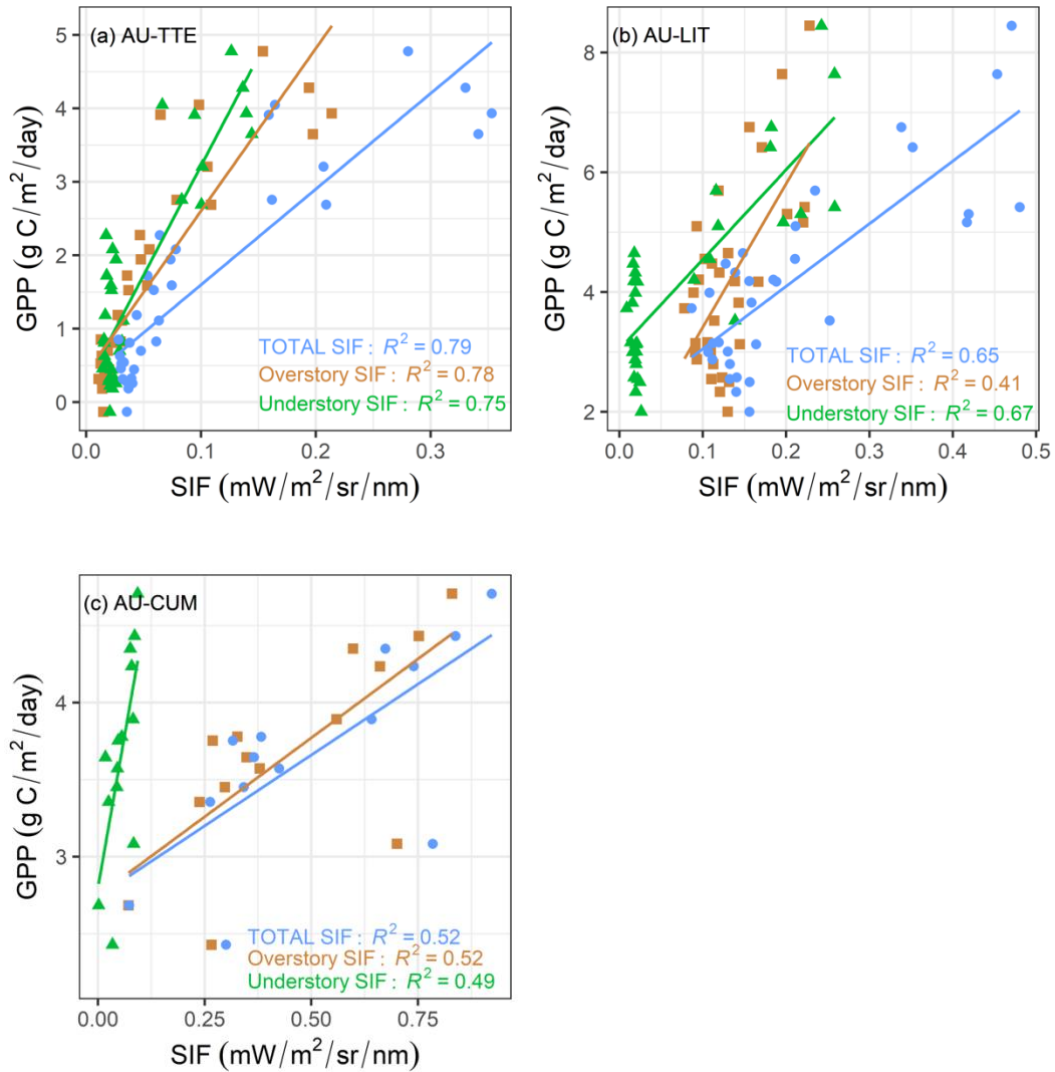 (a) AU-TTE
GPP (g C/m²/day)
5
4
3
2
1
0
TOTAL SIF: R² = 0.79
Overstory SIF: R² = 0.78
Understory SIF: R² = 0.75
0.0 0.1 0.2 0.3
SIF (mW/m²/sr/nm)
(b) AU-LIT
GPP (g C/m²/day)
8
6
4
2
TOTAL SIF: R² = 0.65
Overstory SIF: R² = 0.41
Understory SIF: R² = 0.67
0.0 0.1 0.2 0.3 0.4 0.5
SIF (mW/m²/sr/nm)
(c) AU-CUM
GPP (g C/m²/day)
4
3
TOTAL SIF: R² = 0.52
Overstory SIF: R² = 0.52
Understory SIF: R² = 0.49
0.00 0.25 0.50 0.75
SIF (mW/m²/sr/nm)